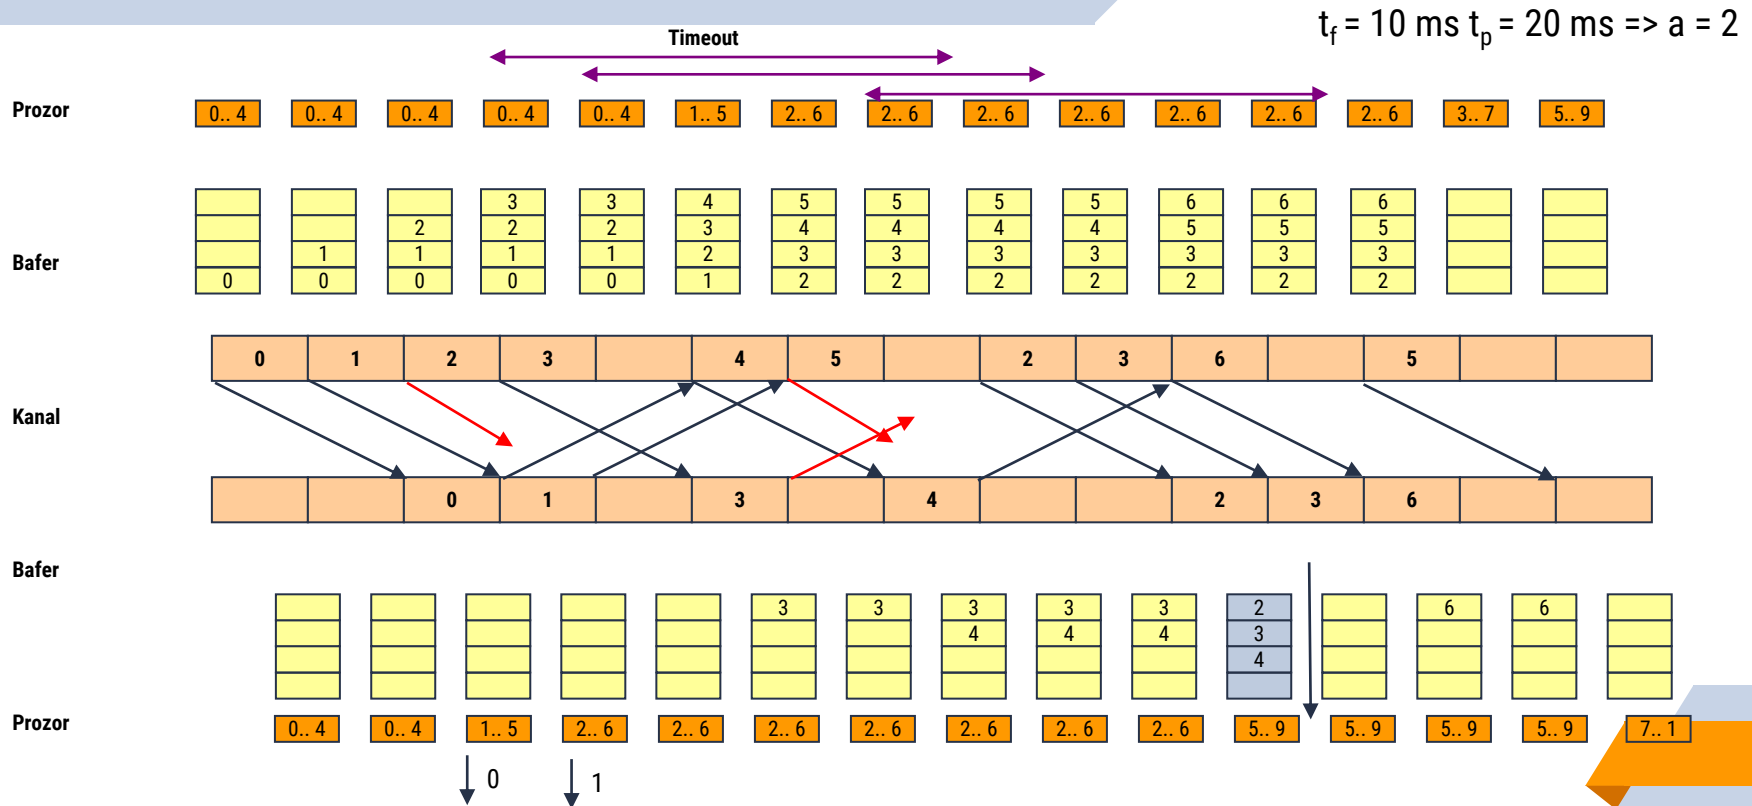 t_f = 10 ms t_p = 20 ms => a = 2
Timeout
Prozor
0.. 4 0.. 4 0.. 4 0.. 4 0.. 4 1.. 5 2.. 6 2.. 6 2.. 6 2.. 6 2.. 6 2.. 6 2.. 6 3.. 7 5.. 9
3 3 4 5 5 5 5 6 6 6
2 2 2 3 4 4 4 4 5 5 5
1 1 1 1 2 3 3 3 3 3 3 3
Bafer
0 0 0 0 0 1 2 2 2 2 2 2 2
0 1 2 3 4 5 2 3 6 5
Kanal
0 1 3 4 2 3 6
Bafer
3 3 3 3 3 2 6 6
4 4 4 3
4
Prozor
0.. 4 0.. 4 1.. 5 2.. 6 2.. 6 2.. 6 2.. 6 2.. 6 2.. 6 2.. 6 5.. 9 5.. 9 5.. 9 5.. 9 7.. 1
0 1